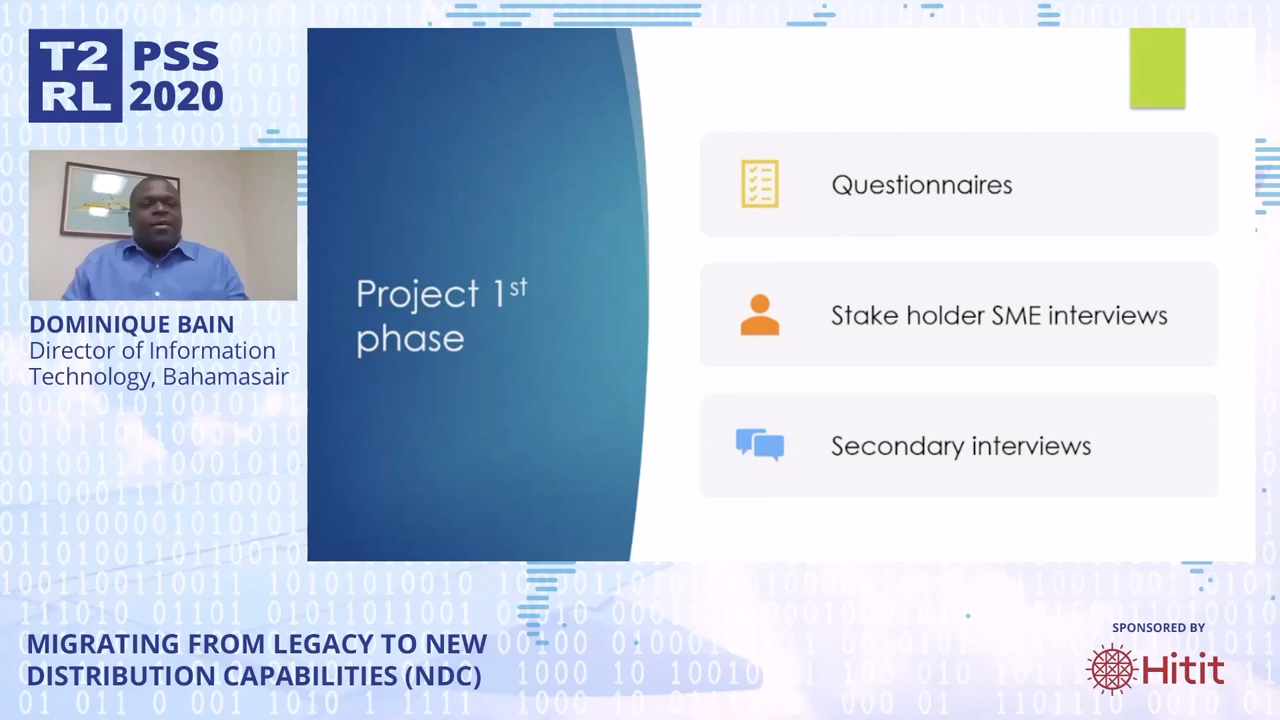 T2
RL
PSS
2020
DOMINIQUE BAIN
Director of Information
Technology, Bahamasair
Project 1st
phase
Questionnaires
Stake holder SME interviews
Secondary interviews
MIGRATING FROM LEGACY TO NEW
DISTRIBUTION CAPABILITIES (NDC)
SPONSORED BY
Hitit